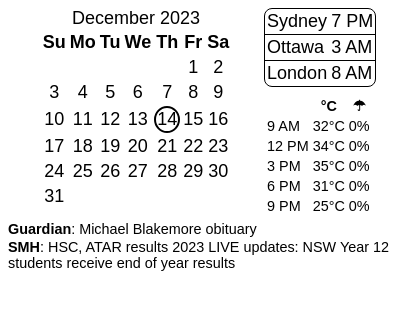 December 2023
Su Mo Tu We Th Fr Sa
1 2
3 4 5 6 7 8 9
10 11 12 13 14 15 16
17 18 19 20 21 22 23
24 25 26 27 28 29 30
31
Sydney 7 PM
Ottawa 3 AM
London 8 AM
°C ☂
9 AM 32°C 0%
12 PM 34°C 0%
3 PM 35°C 0%
6 PM 31°C 0%
9 PM 25°C 0%
Guardian: Michael Blakemore obituary
SMH: HSC, ATAR results 2023 LIVE updates: NSW Year 12
students receive end of year results